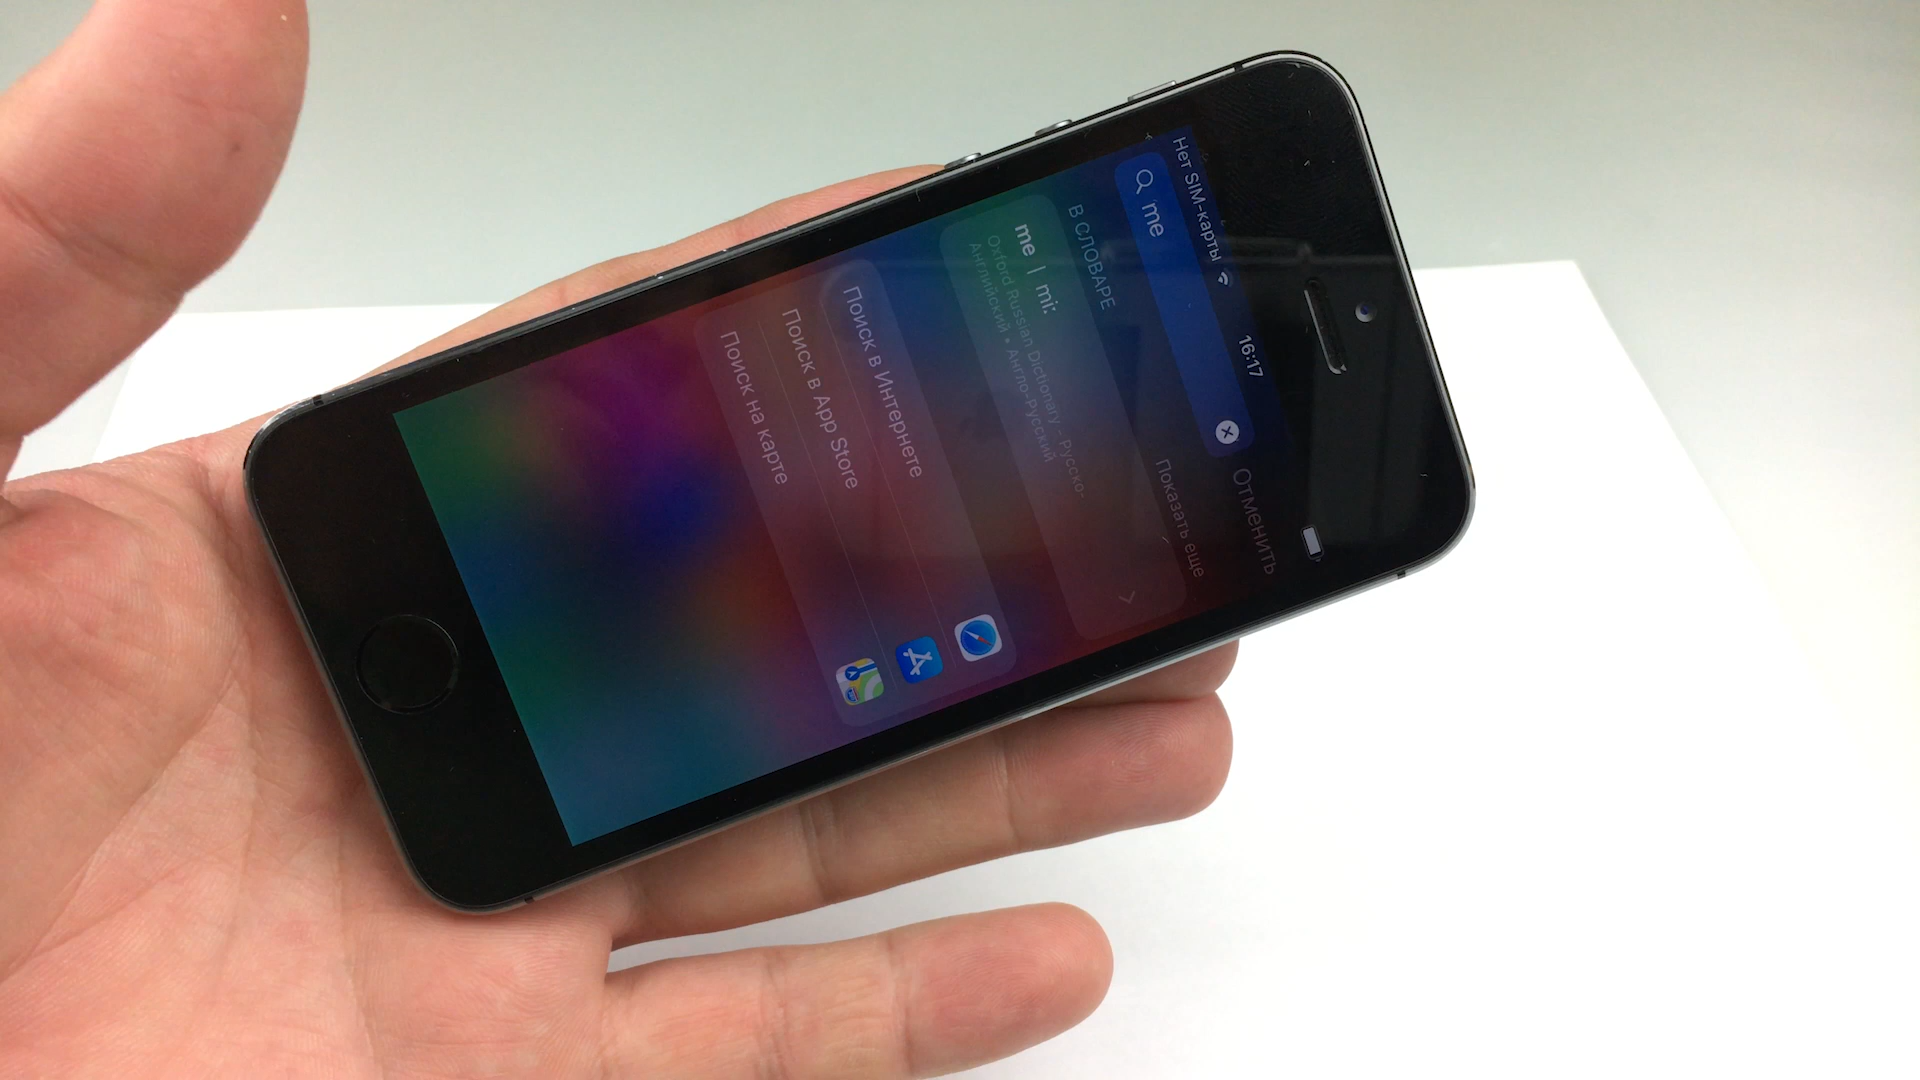 Нет SIM-карты 16:17
me Отменить
В СЛОВАРЕ Показать еще
me | mi:
Oxford Russian Dictionary · Русско-
Английский • Англо-Русский
Поиск в Интернете
Поиск в App Store
Поиск на карте